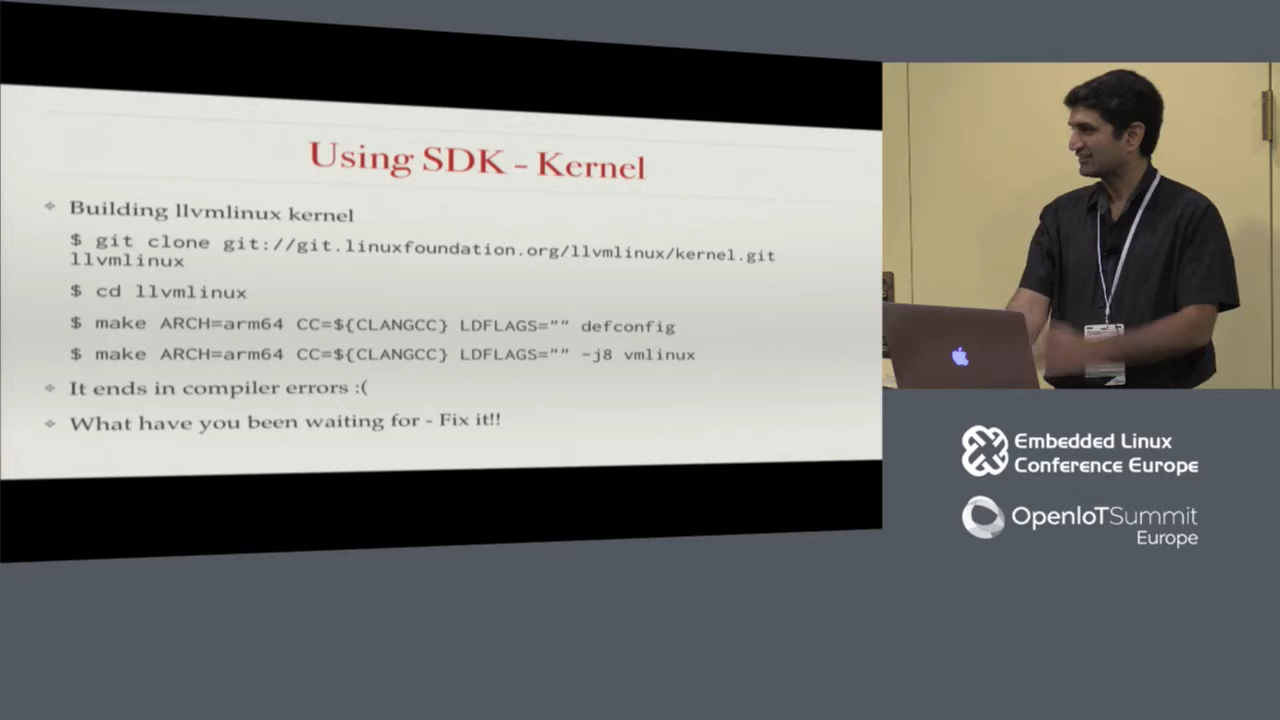 Using SDK - Kernel
Building llvmlinux kernel
$ git clone git://git.linuxfoundation.org/llvmlinux/kernel.git
llvmlinux
$ cd llvmlinux
$ make ARCH=arm64 CC=${CLANGCC} LDFLAGS="" defconfig
$ make ARCH=arm64 CC=${CLANGCC} LDFLAGS="" -j8 vmlinux
It ends in compiler errors :(
What have you been waiting for - Fix it!!
Embedded Linux
Conference Europe
OpenIoTSummit
Europe